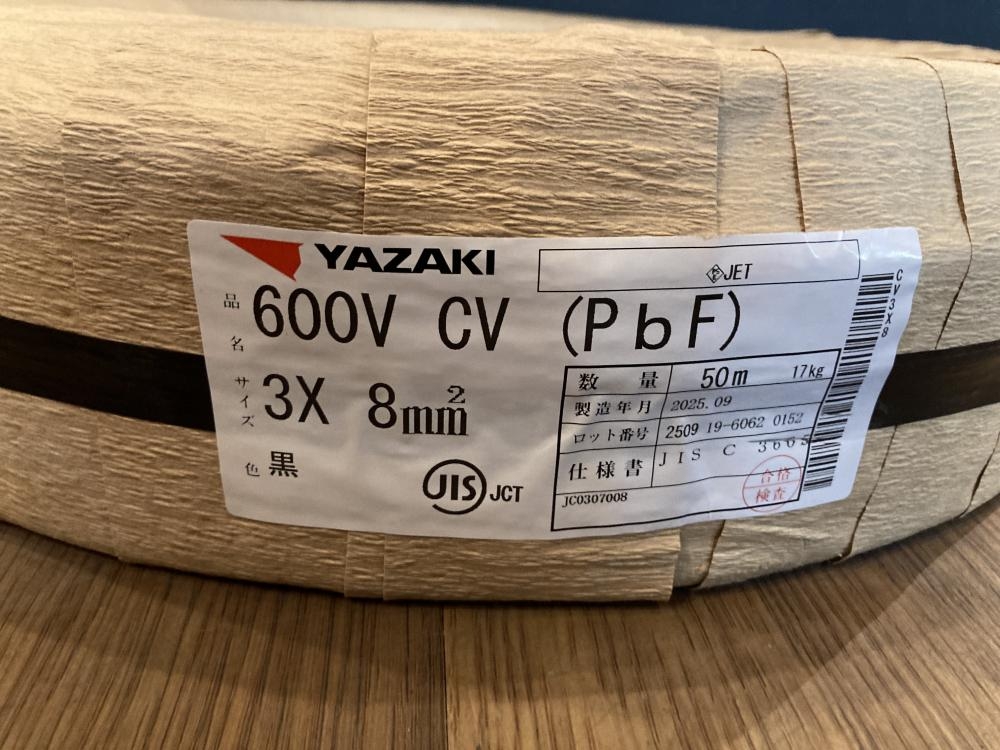 YAZAKI
JET
品名 600V CV (PbF)
サイズ 3X 8mm²
色 黒
JIS JCT
数量 50m 17kg
製造年月 2025.09
ロット番号 2509 19-6062 0152
仕様書 JIS C 3605
JC0307008
合格
検査
CV3X8